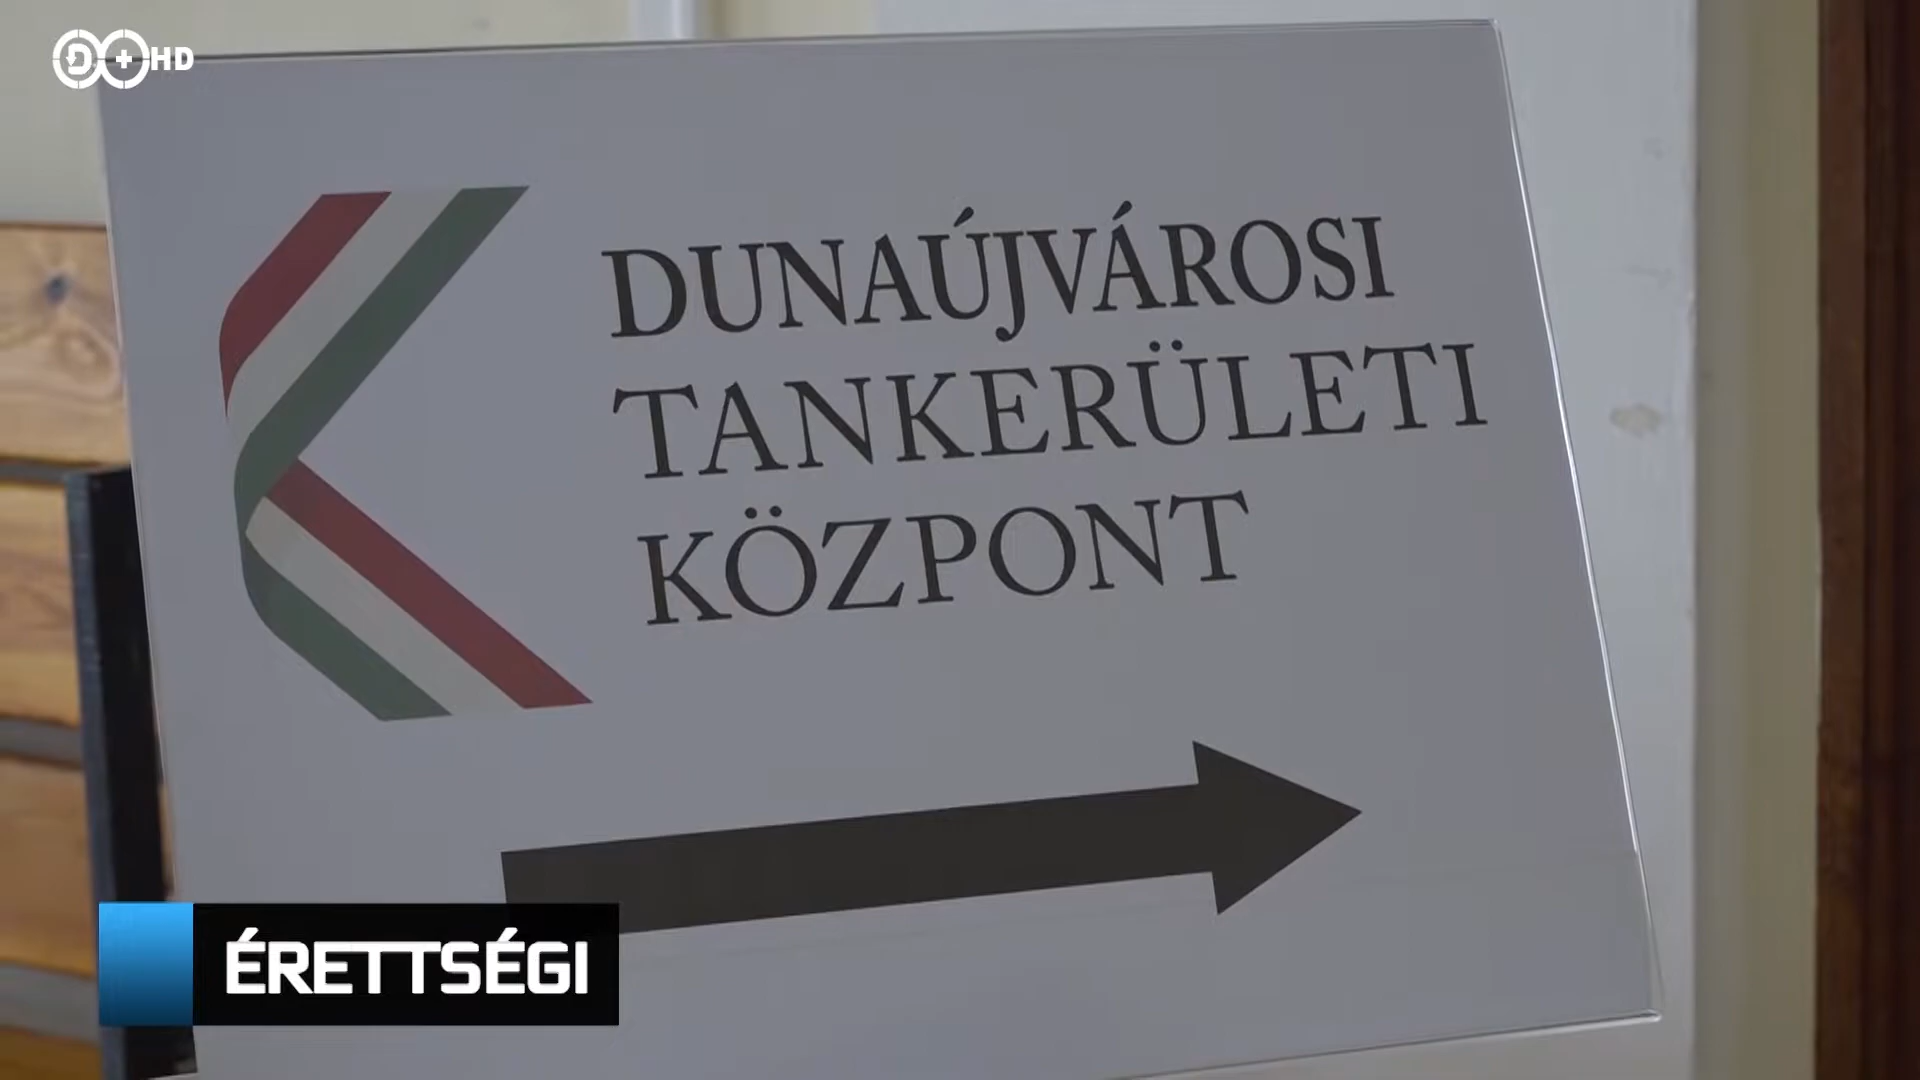 D+HD
DUNAÚJVÁROSI
TANKERÜLETI
KÖZPONT
ÉRETTSÉGI